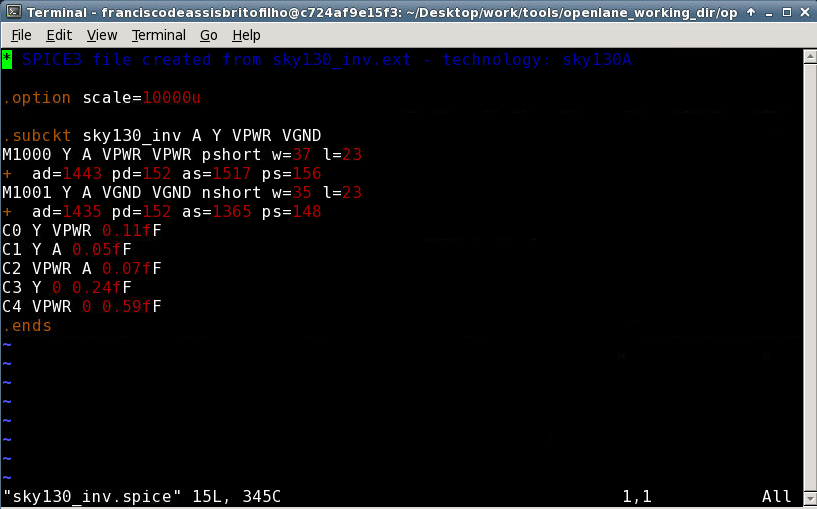 Terminal - franciscodeassisbritofilho@c724af9e15f3: ~/Desktop/work/tools/openlane_working_dir/op
File Edit View Terminal Go Help
* SPICE3 file created from sky130_inv.ext - technology: sky130A
.option scale=10000u
.subckt sky130_inv A Y VPWR VGND
M1000 Y A VPWR VPWR pshort w=37 l=23
+ ad=1443 pd=152 as=1517 ps=156
M1001 Y A VGND VGND nshort w=35 l=23
+ ad=1435 pd=152 as=1365 ps=148
C0 Y VPWR 0.11fF
C1 Y A 0.05fF
C2 VPWR A 0.07fF
C3 Y 0 0.24fF
C4 VPWR 0 0.59fF
.ends
~
~
~
~
~
~
~
~
"sky130_inv.spice" 15L, 345C 1,1 All